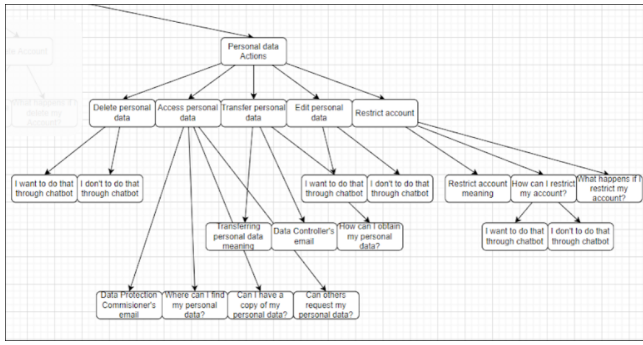 Personal data
Actions
Delete personal
data
Access personal
data
Transfer personal
data
Edit personal
data
Restrict account
I want to do that
through chatbot
I don't to do that
through chatbot
I want to do that
through chatbot
I don't to do that
through chatbot
Restrict account
meaning
How can I restrict
my account?
What happens if I
restrict my
account?
Transferring
personal data
meaning
Data Controller's
email
How can I obtain
my personal
data?
I want to do that
through chatbot
I don't to do that
through chatbot
Data Protection
Commisioner's
email
Where can I find
my personal
data?
Can I have a
copy of my
personal data?
Can others
request my
personal data?